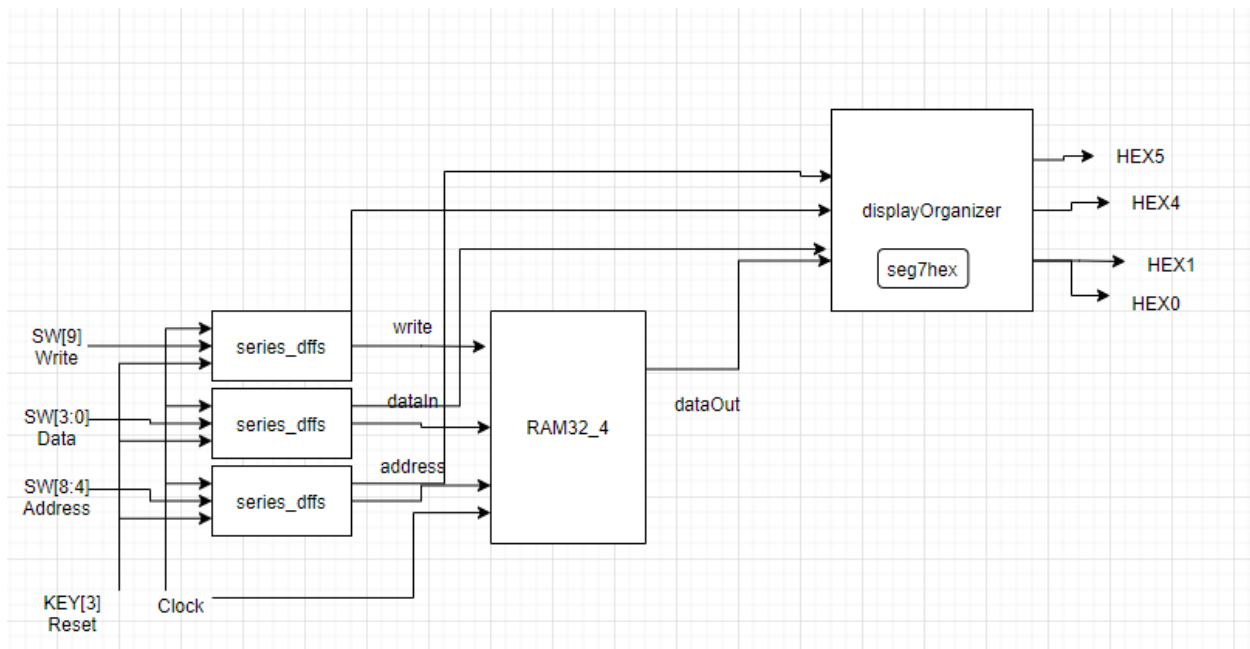 HEX5
HEX4
displayOrganizer
seg7hex
HEX1
HEX0
SW[9]
Write
series_dffs
write
SW[3:0]
Data
series_dffs
dataIn
RAM32_4
dataOut
SW[8:4]
Address
series_dffs
address
KEY[3]
Reset
Clock